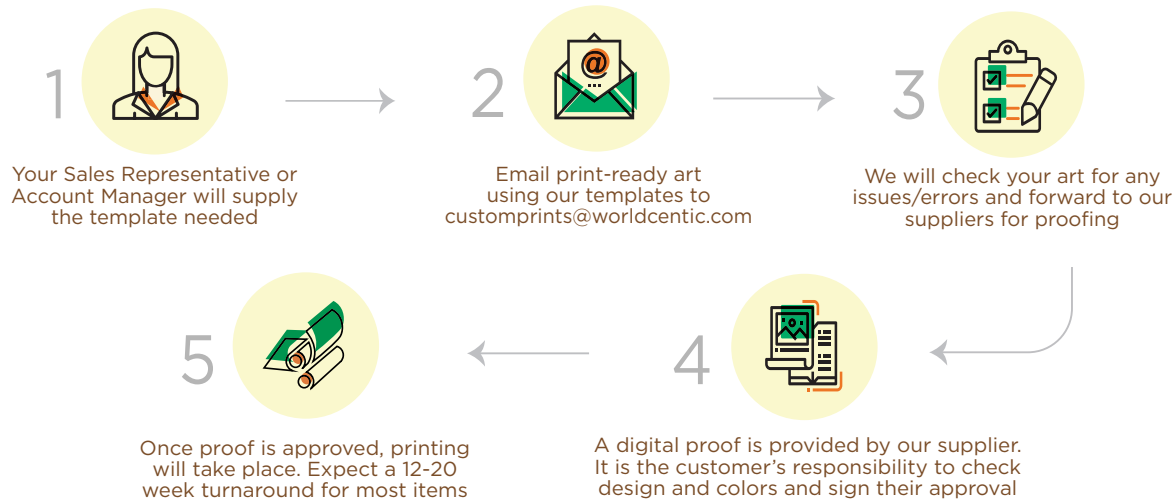 1
Your Sales Representative or
Account Manager will supply
the template needed
2
@
Email print-ready art
using our templates to
customprints@worldcentic.com
3
We will check your art for any
issues/errors and forward to our
suppliers for proofing
4
A digital proof is provided by our supplier.
It is the customer's responsibility to check
design and colors and sign their approval
5
Once proof is approved, printing
will take place. Expect a 12-20
week turnaround for most items